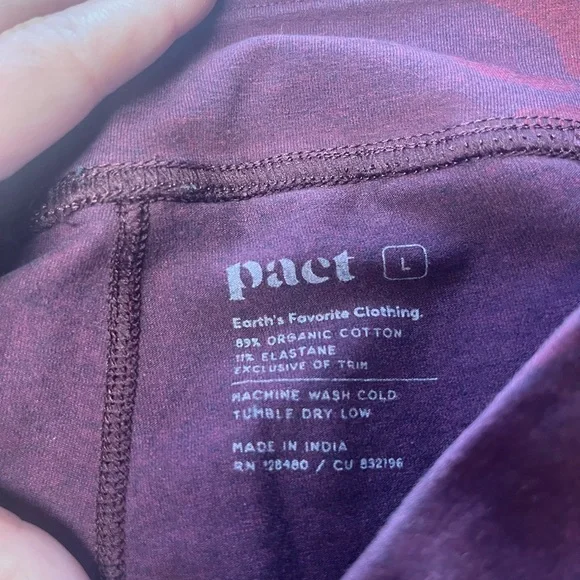 pact L
Earth's Favorite Clothing.
89% ORGANIC COTTON
11% ELASTANE
EXCLUSIVE OF TRIM
MACHINE WASH COLD
TUMBLE DRY LOW
MADE IN INDIA
RN 128480 / CU 832196